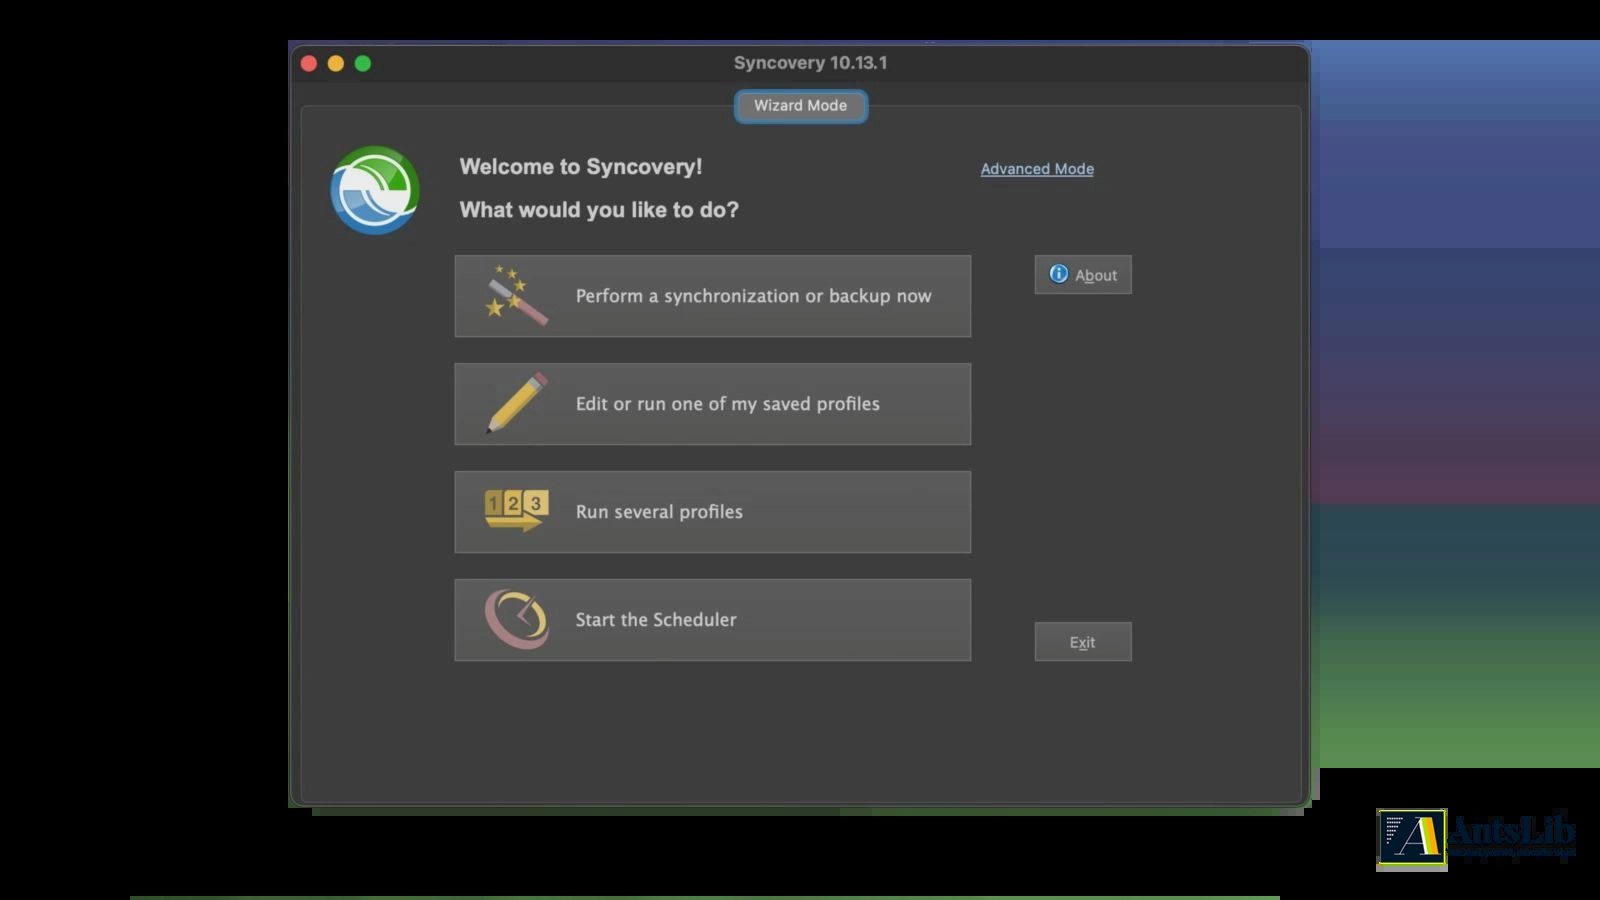 Syncovery 10.13.1
Wizard Mode
Welcome to Syncovery!
Advanced Mode
What would you like to do?
Perform a synchronization or backup now
About
Edit or run one of my saved profiles
1 2 3
Run several profiles
Start the Scheduler
Exit
A AntsLib